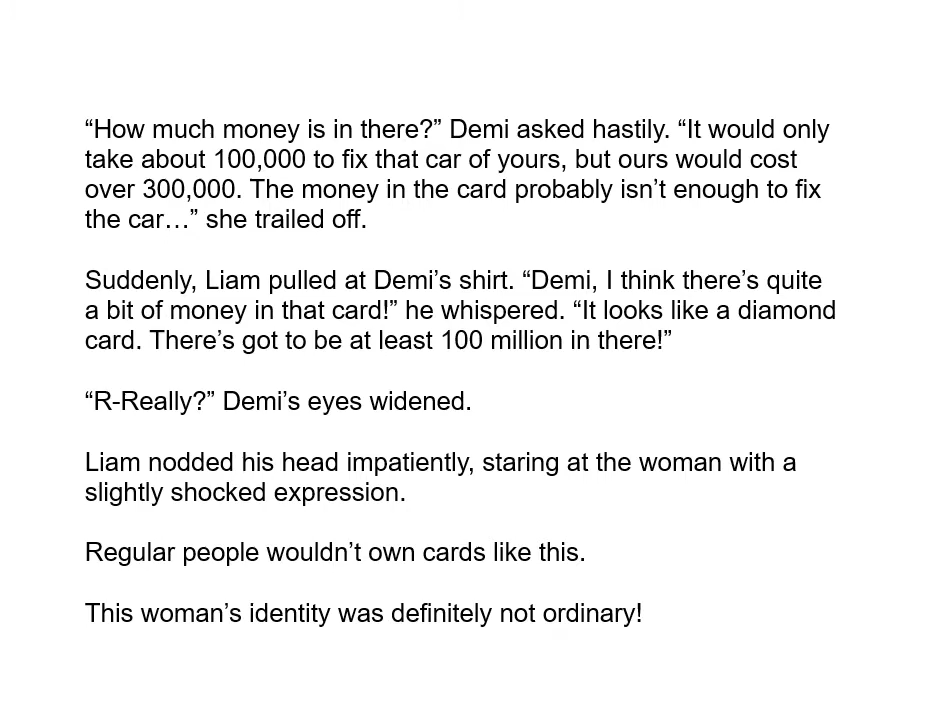 “How much money is in there?” Demi asked hastily. “It would only
take about 100,000 to fix that car of yours, but ours would cost
over 300,000. The money in the card probably isn’t enough to fix
the car…” she trailed off.
Suddenly, Liam pulled at Demi’s shirt. “Demi, I think there’s quite
a bit of money in that card!” he whispered. “It looks like a diamond
card. There’s got to be at least 100 million in there!”
“R-Really?” Demi’s eyes widened.
Liam nodded his head impatiently, staring at the woman with a
slightly shocked expression.
Regular people wouldn’t own cards like this.
This woman’s identity was definitely not ordinary!